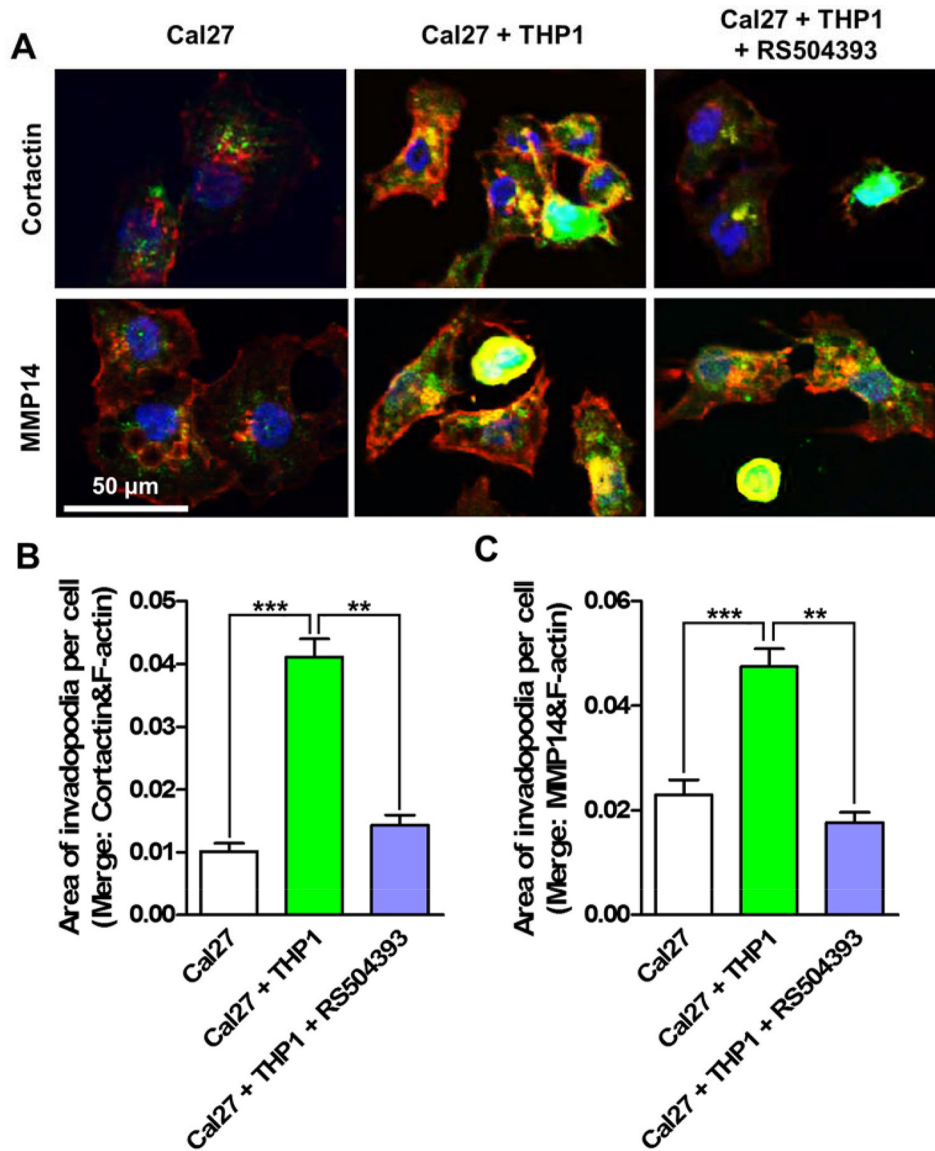 A
Cal27
Cal27 + THP1
Cal27 + THP1
+ RS504393
Cortactin
MMP14
50 µm
B
Area of invadopodia per cell
(Merge: Cortactin&F-actin)
0.05
0.04
0.03
0.02
0.01
0.00
***
**
Cal27
Cal27 + THP1
Cal27 + THP1 + RS504393
C
Area of invadopodia per cell
(Merge: MMP14&F-actin)
0.06
0.04
0.02
0.00
***
**
Cal27
Cal27 + THP1
Cal27 + THP1 + RS504393